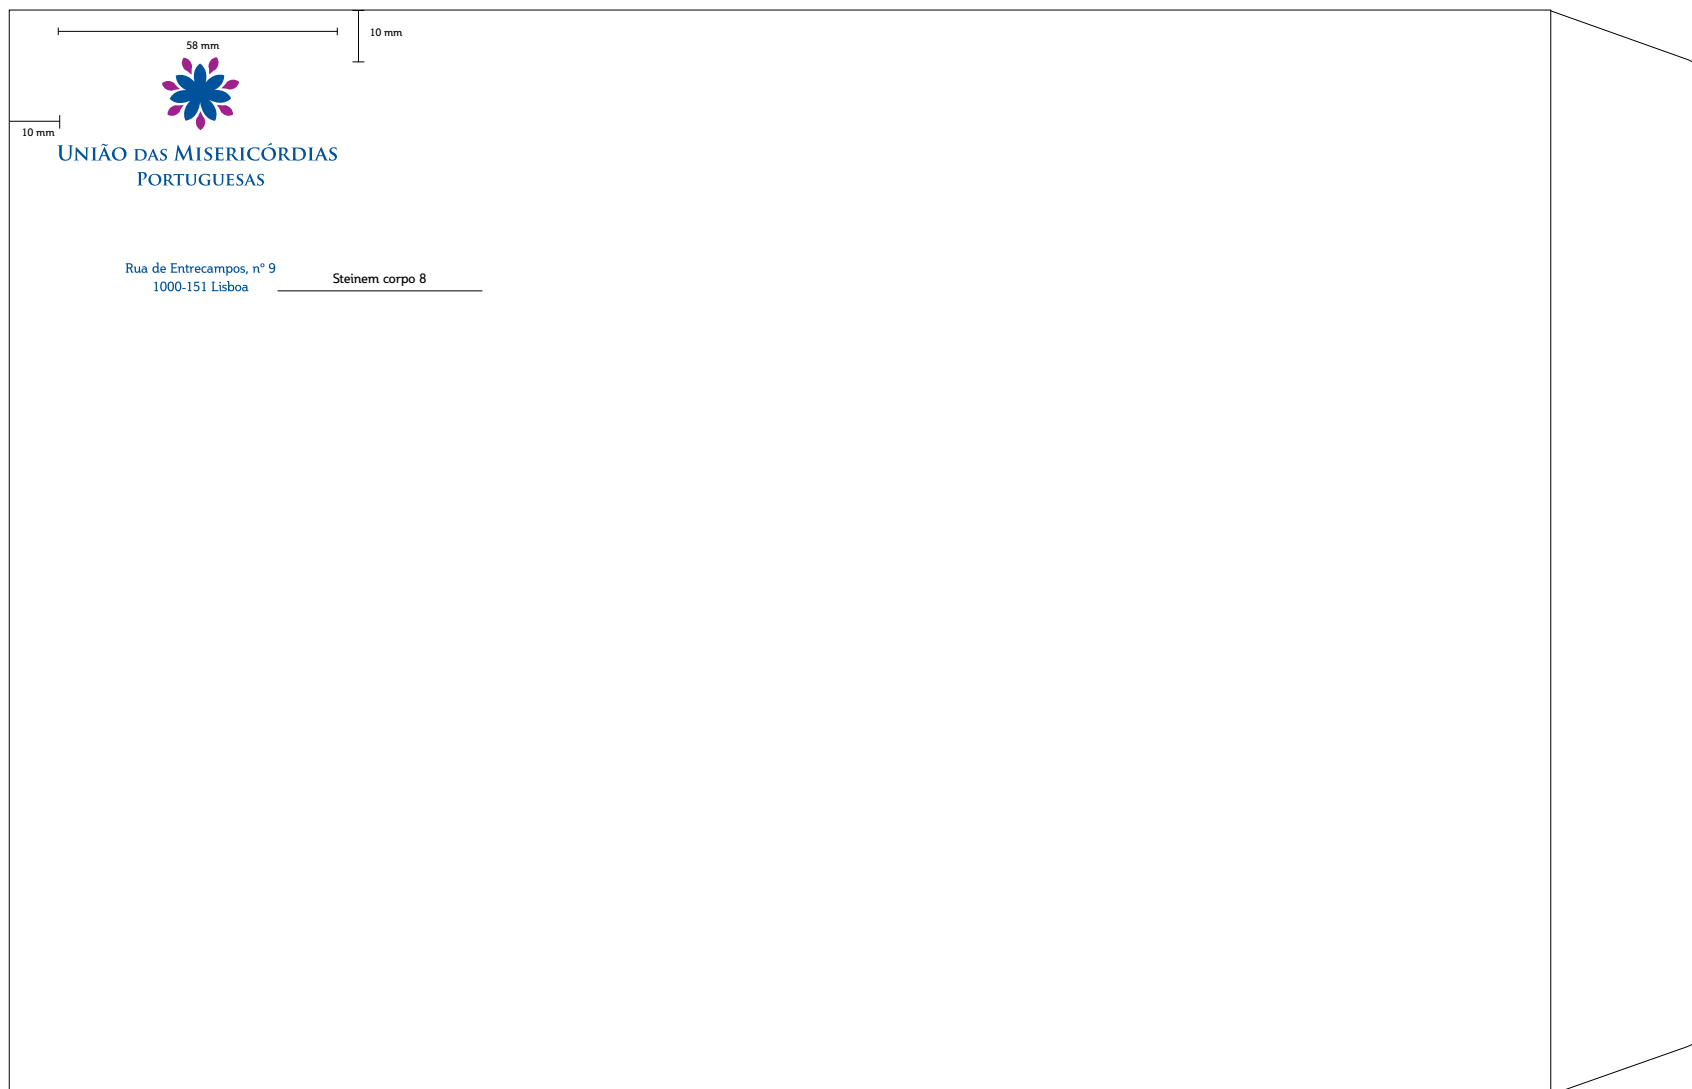 58 mm
10 mm
10 mm
União das Misericórdias
Portuguesas
Rua de Entrecampos, nº 9
1000-151 Lisboa
Steinem corpo 8